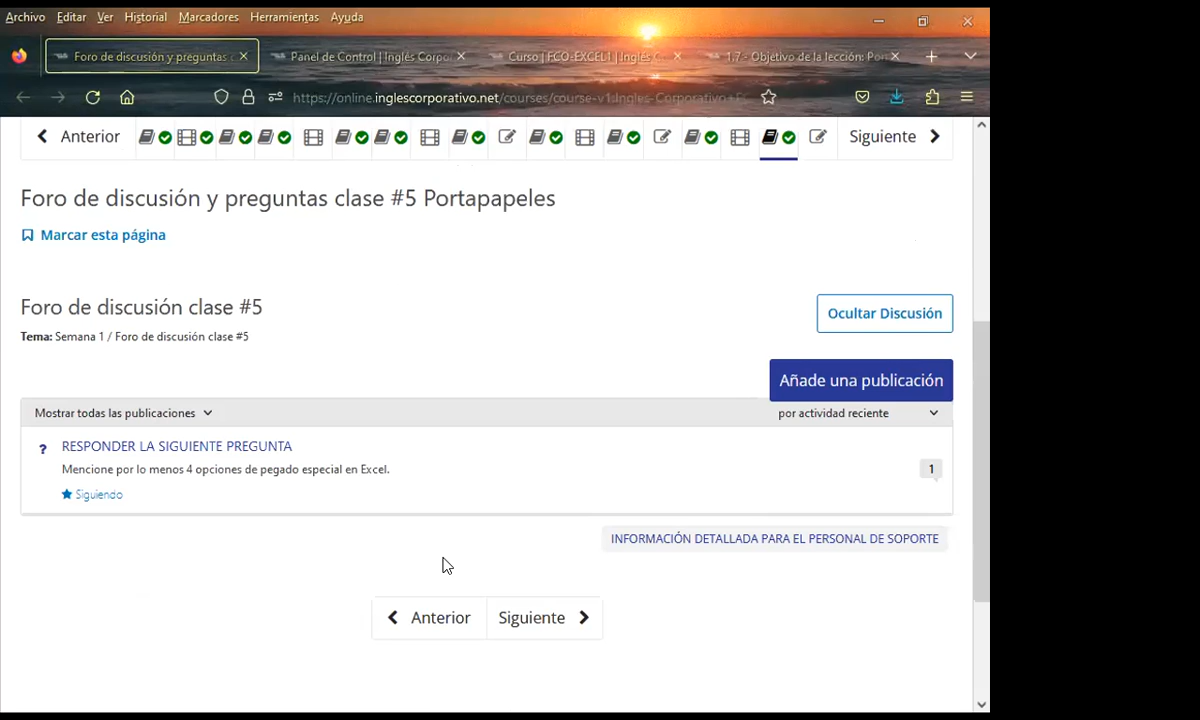 Archivo Editar Ver Historial Marcadores Herramientas Ayuda
Foro de discusión y preguntas c
Panel de Control | Inglés Corpo
Curso | FCO-EXCEL1 | Inglés C
1.7 - Objetivo de la lección: Por
https://online.inglescorporativo.net/courses/course-v1:Ingles-Corporativo+F
Anterior
Siguiente
Foro de discusión y preguntas clase #5 Portapapeles
Marcar esta página
Foro de discusión clase #5
Ocultar Discusión
Tema: Semana 1 / Foro de discusión clase #5
Añade una publicación
Mostrar todas las publicaciones
por actividad reciente
? RESPONDER LA SIGUIENTE PREGUNTA
Mencione por lo menos 4 opciones de pegado especial en Excel.
1
Siguiendo
INFORMACIÓN DETALLADA PARA EL PERSONAL DE SOPORTE
Anterior Siguiente